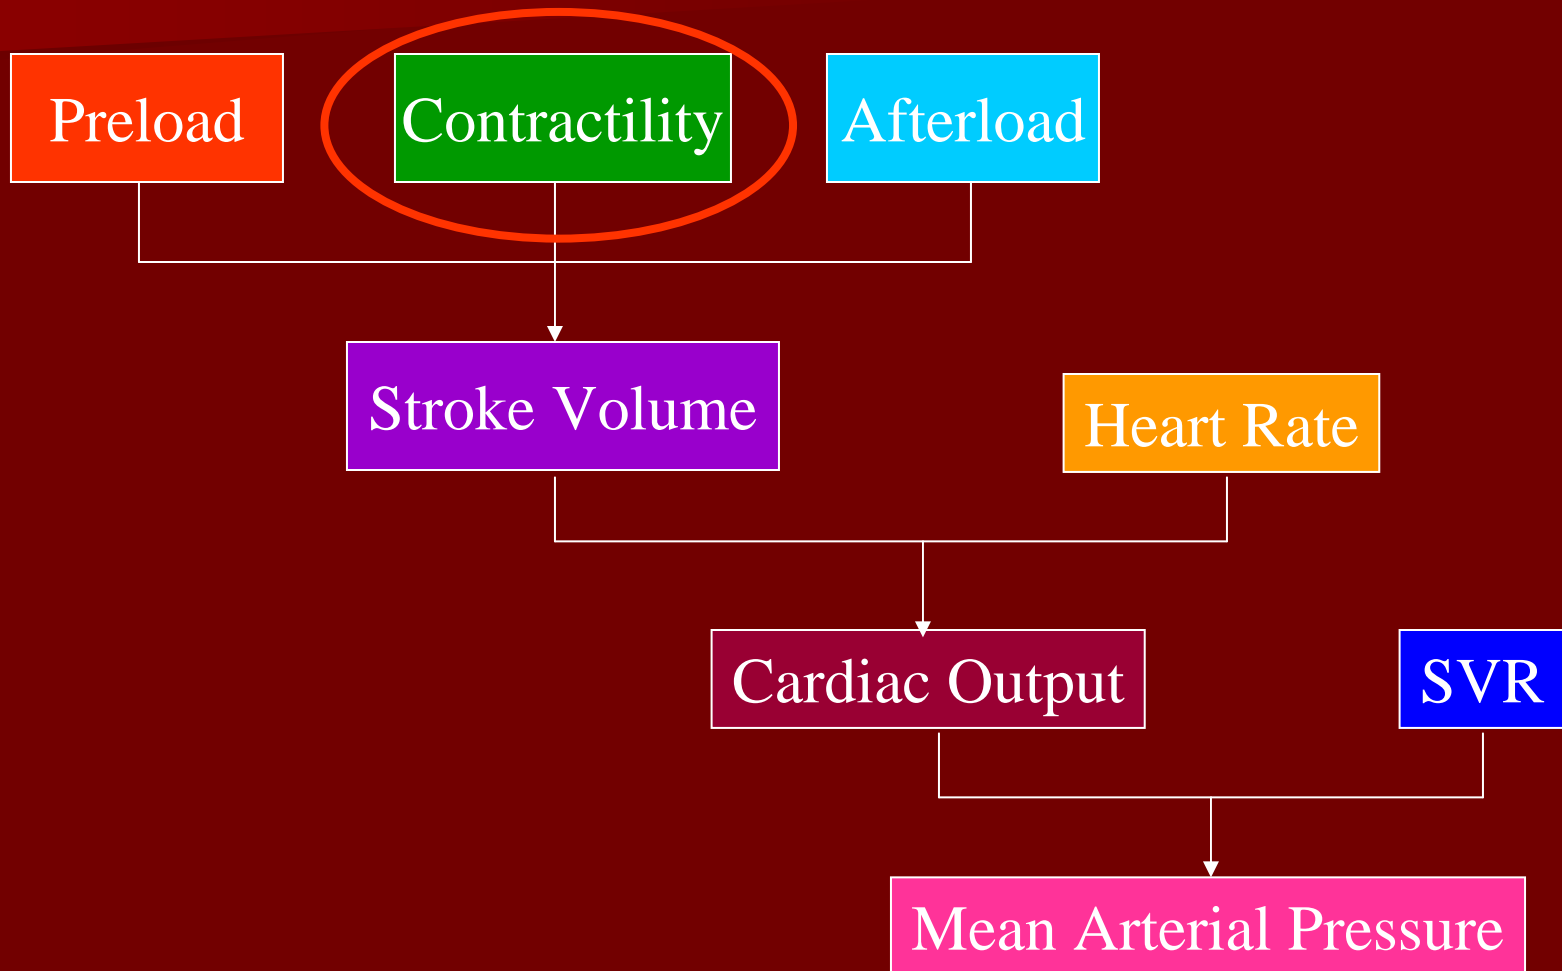 Preload
Contractility
Afterload
Stroke Volume
Heart Rate
Cardiac Output
SVR
Mean Arterial Pressure